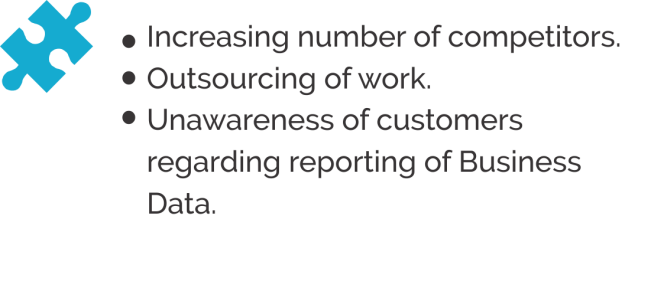 • Increasing number of competitors.
• Outsourcing of work.
• Unawareness of customers
regarding reporting of Business
Data.